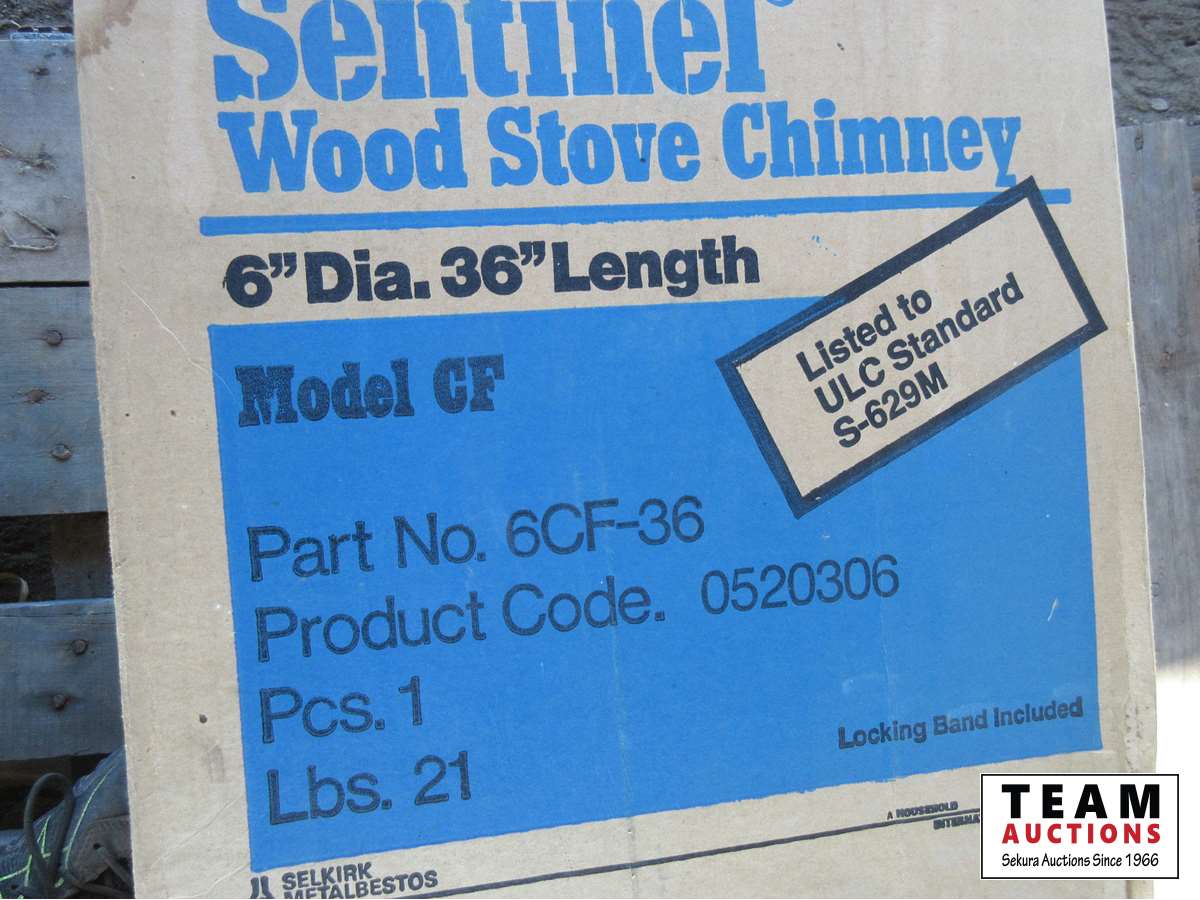 Sentinel
Wood Stove Chimney
6" Dia. 36" Length
Listed to
ULC Standard
S-629M
Model CF
Part No. 6CF-36
Product Code. 0520306
Pcs. 1
Lbs. 21
Locking Band Included
A HOUSEHOLD
SELKIRK
METALBESTOS
TEAM
AUCTIONS
Sekura Auctions Since 1966